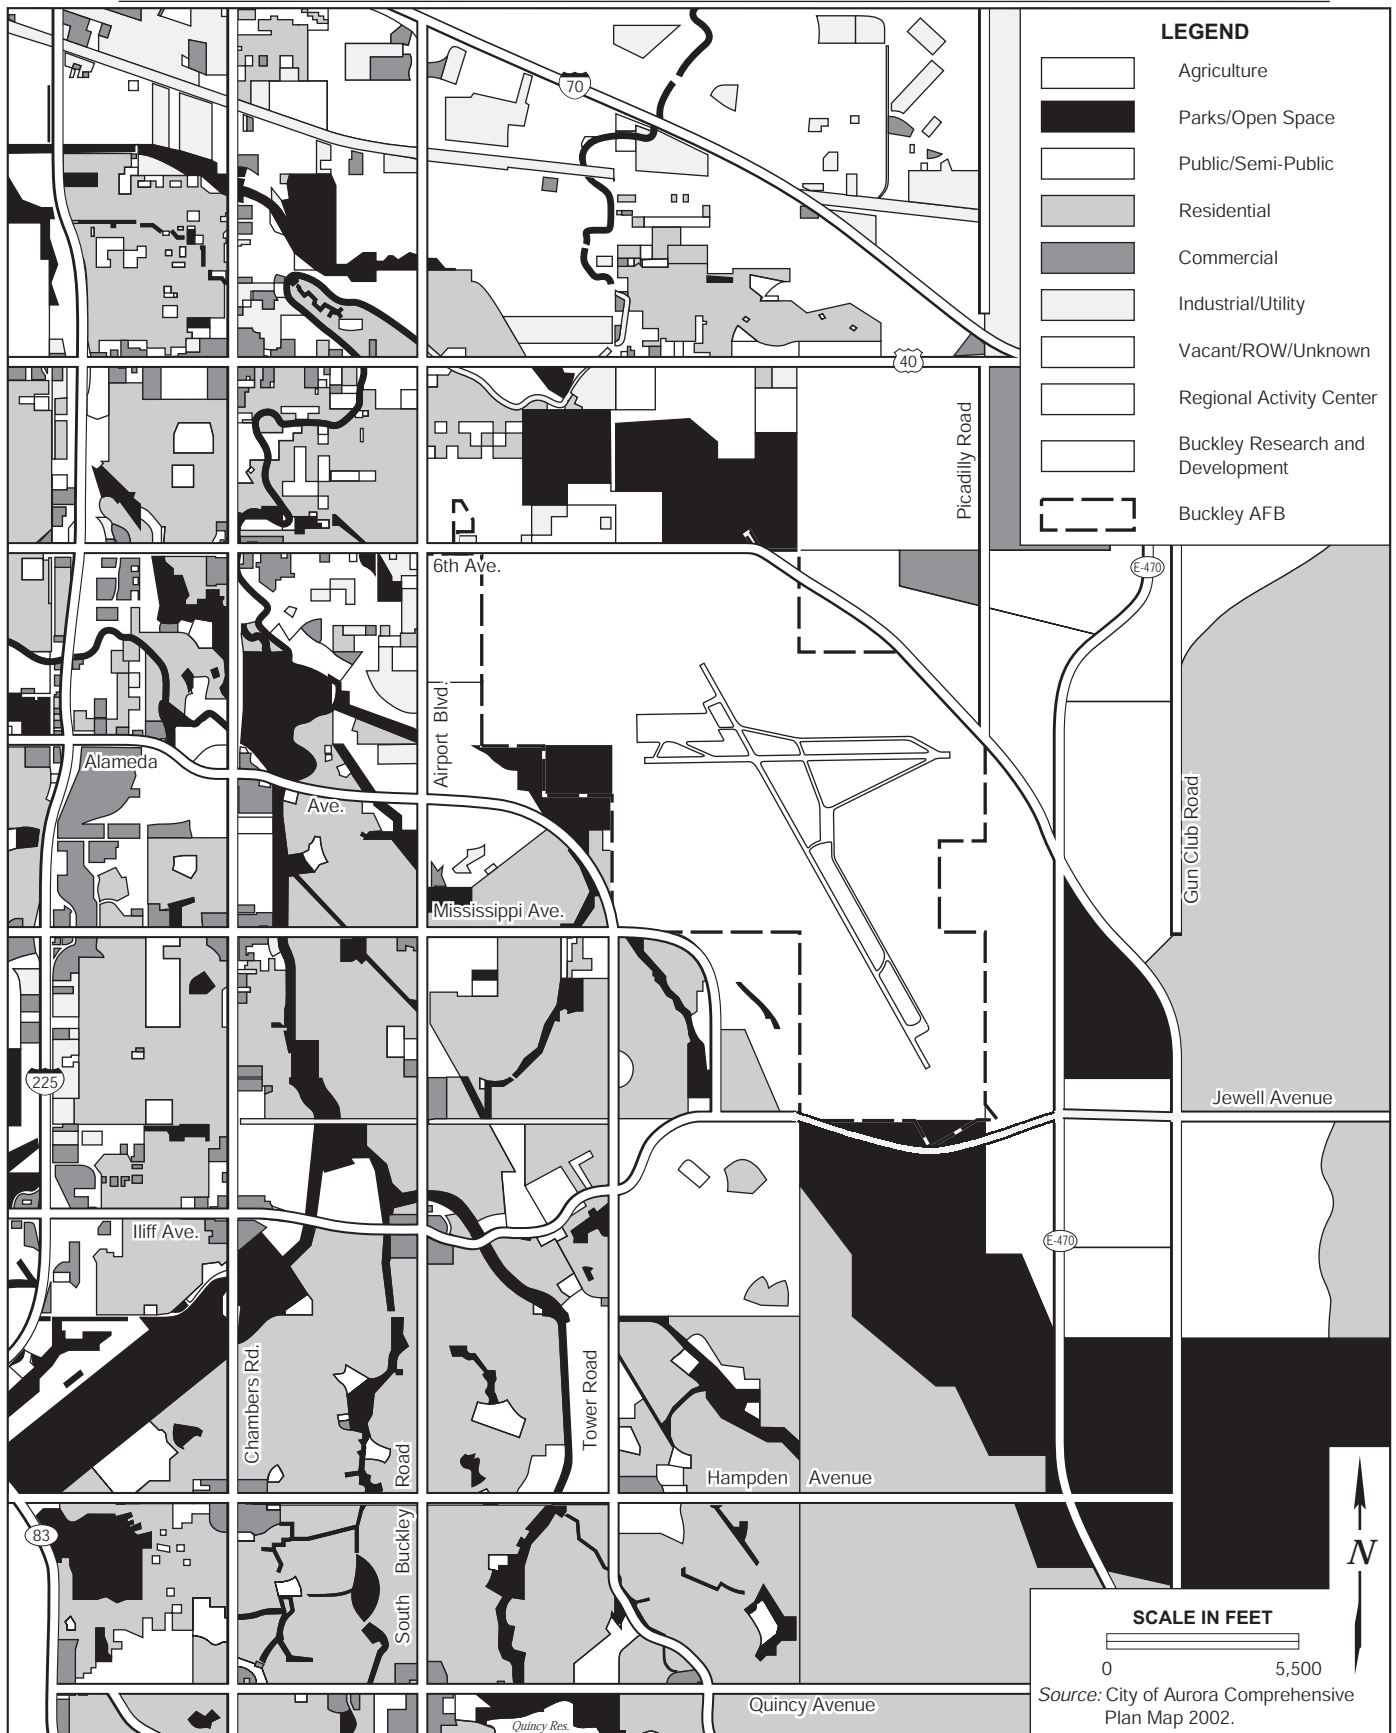 LEGEND
Agriculture
Parks/Open Space
Public/Semi-Public
Residential
Commercial
Industrial/Utility
Vacant/ROW/Unknown
Regional Activity Center
Buckley Research and
Development
Buckley AFB
70
40
Picadilly Road
6th Ave.
E-470
Airport Blvd.
Alameda
Ave.
Gun Club Road
Mississippi Ave.
225
Jewell Avenue
Iliff Ave.
E-470
Chambers Rd.
Tower Road
Hampden Avenue
South Buckley Road
83
N
SCALE IN FEET
0 5,500
Source: City of Aurora Comprehensive
Plan Map 2002.
Quincy Avenue
Quincy Res.